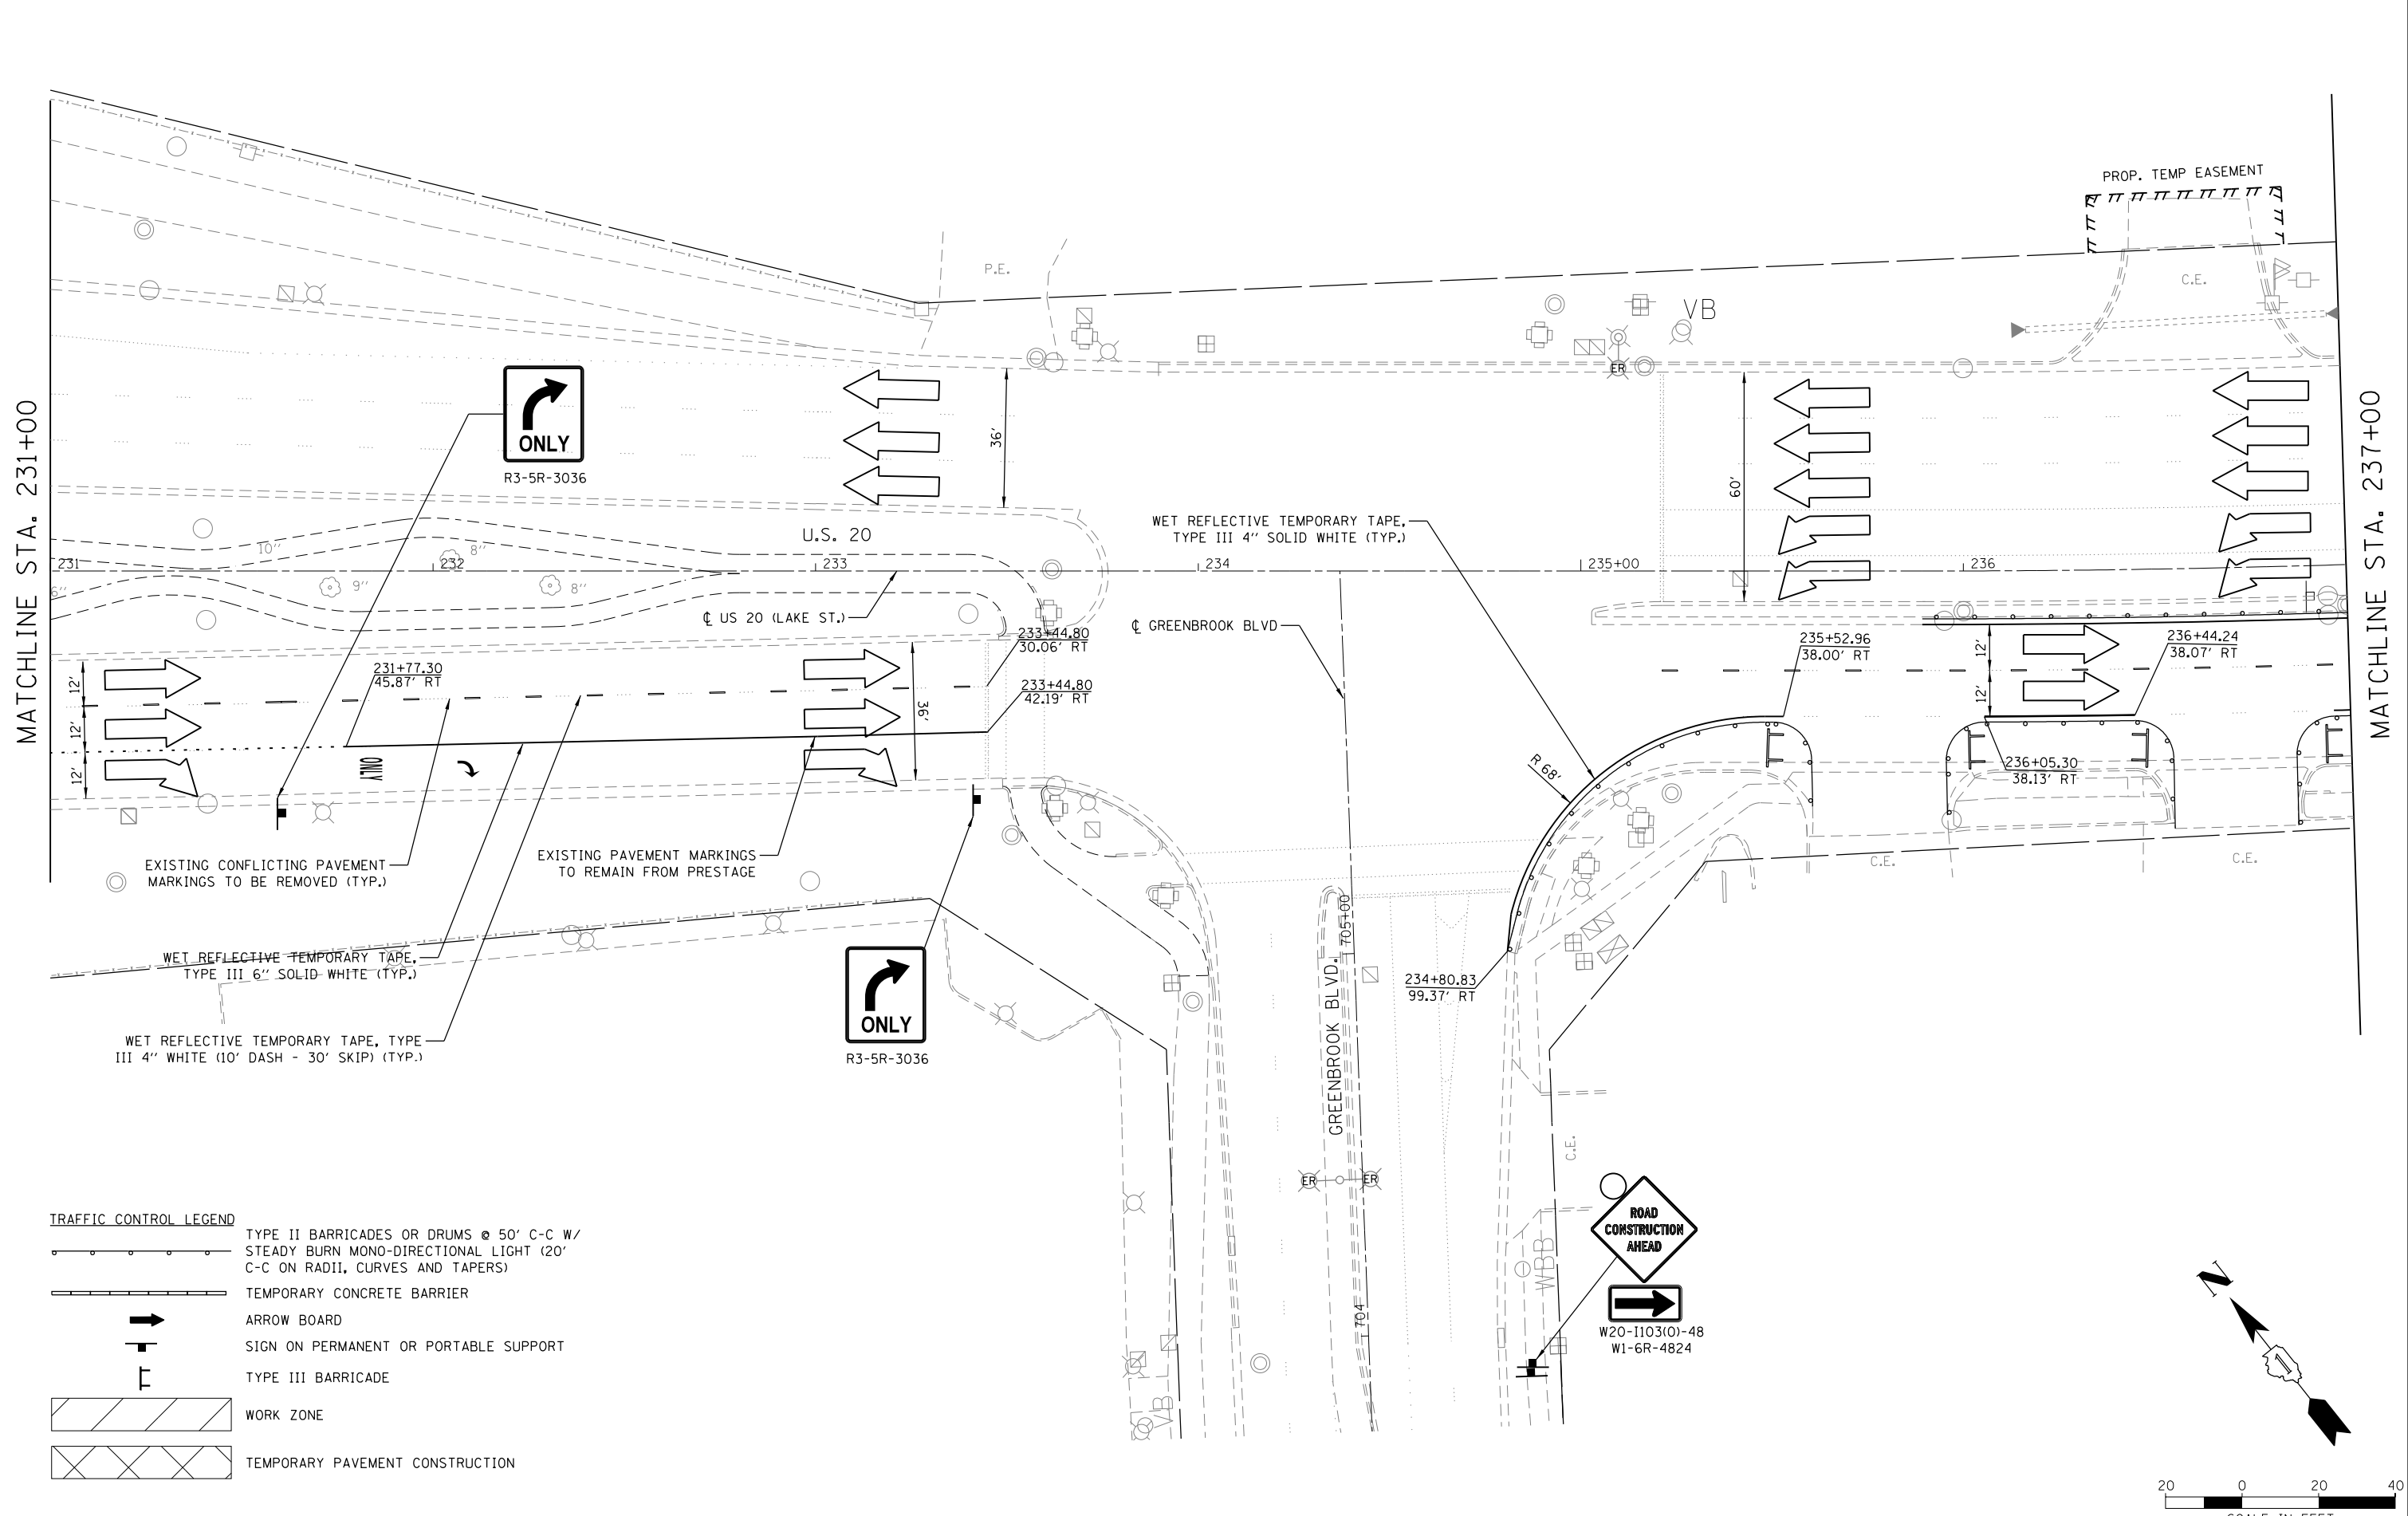 PROP. TEMP EASEMENT
P.E.
C.E.
VB
ER
MATCHLINE STA. 231+00
MATCHLINE STA. 237+00
ONLY
R3-5R-3036
36'
60'
U.S. 20
WET REFLECTIVE TEMPORARY TAPE,
TYPE III 4" SOLID WHITE (TYP.)
10"
8"
9"
8"
6"
231
232
233
234
235+00
236
℄ US 20 (LAKE ST.)
℄ GREENBROOK BLVD
233+44.80
30.06' RT
233+44.80
42.19' RT
231+77.30
45.87' RT
235+52.96
38.00' RT
236+44.24
38.07' RT
236+05.30
38.13' RT
12'
12'
12'
12'
12'
36'
ONLY
R 68'
EXISTING CONFLICTING PAVEMENT
MARKINGS TO BE REMOVED (TYP.)
EXISTING PAVEMENT MARKINGS
TO REMAIN FROM PRESTAGE
C.E.
C.E.
WET REFLECTIVE TEMPORARY TAPE,
TYPE III 6" SOLID WHITE (TYP.)
WET REFLECTIVE TEMPORARY TAPE, TYPE
III 4" WHITE (10' DASH - 30' SKIP) (TYP.)
ONLY
R3-5R-3036
705+00
GREENBROOK BLVD.
704
234+80.83
99.37' RT
C.E.
ER
ER
WBB
VB
ROAD
CONSTRUCTION
AHEAD
W20-I103(O)-48
W1-6R-4824
TRAFFIC CONTROL LEGEND
TYPE II BARRICADES OR DRUMS @ 50' C-C W/
STEADY BURN MONO-DIRECTIONAL LIGHT (20'
C-C ON RADII, CURVES AND TAPERS)
TEMPORARY CONCRETE BARRIER
ARROW BOARD
SIGN ON PERMANENT OR PORTABLE SUPPORT
TYPE III BARRICADE
WORK ZONE
TEMPORARY PAVEMENT CONSTRUCTION
N
20 0 20 40
SCALE IN FEET